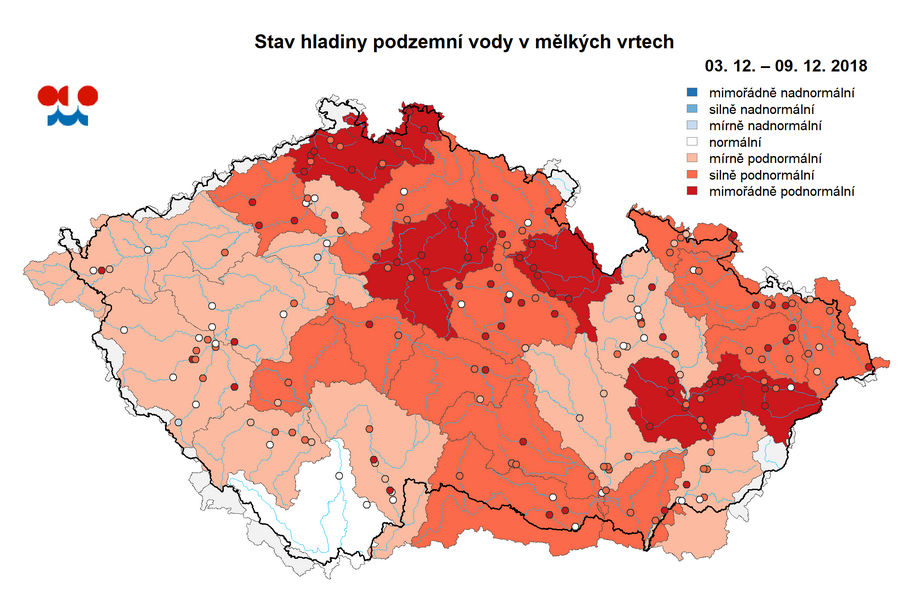 Stav hladiny podzemní vody v mělkých vrtech
03. 12. – 09. 12. 2018
mimořádně nadnormální
silně nadnormální
mírně nadnormální
normální
mírně podnormální
silně podnormální
mimořádně podnormální